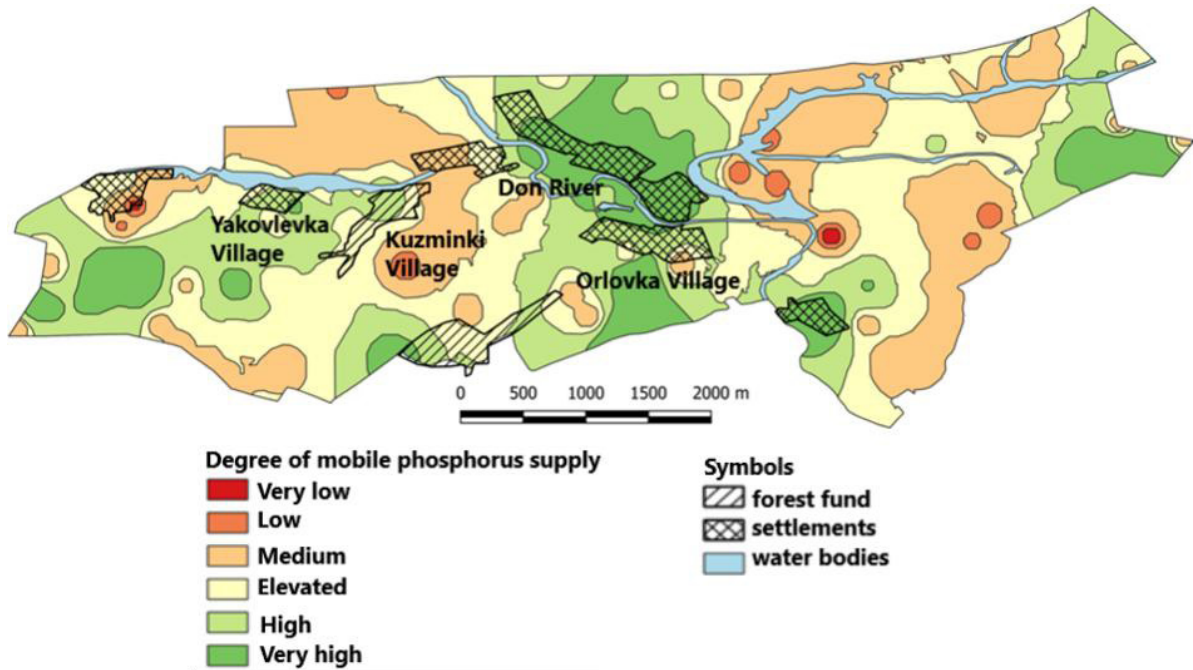 Don River
Yakovlevka
Village
Kuzminki
Village
Orlovka Village
0 500 1000 1500 2000 m
Degree of mobile phosphorus supply
Very low
Low
Medium
Elevated
High
Very high
Symbols
forest fund
settlements
water bodies